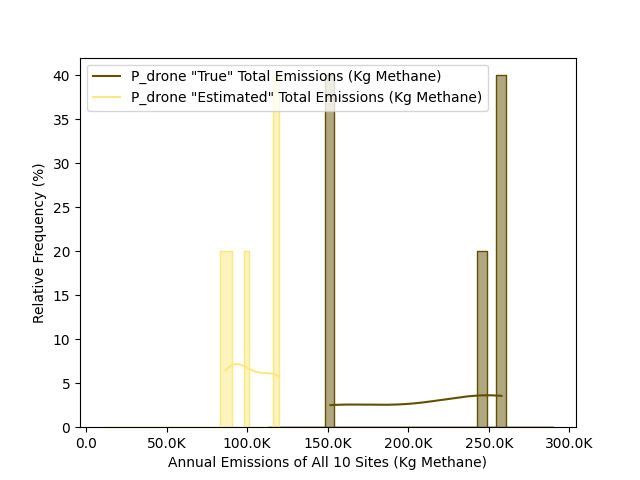 P_drone "True" Total Emissions (Kg Methane)
P_drone "Estimated" Total Emissions (Kg Methane)
Relative Frequency (%)
40
35
30
25
20
15
10
5
0
0.0 50.0K 100.0K 150.0K 200.0K 250.0K 300.0K
Annual Emissions of All 10 Sites (Kg Methane)